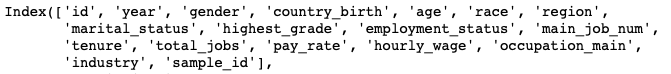 Index(['id', 'year', 'gender', 'country_birth', 'age', 'race', 'region',
'marital_status', 'highest_grade', 'employment_status', 'main_job_num',
'tenure', 'total_jobs', 'pay_rate', 'hourly_wage', 'occupation_main',
'industry', 'sample_id'],